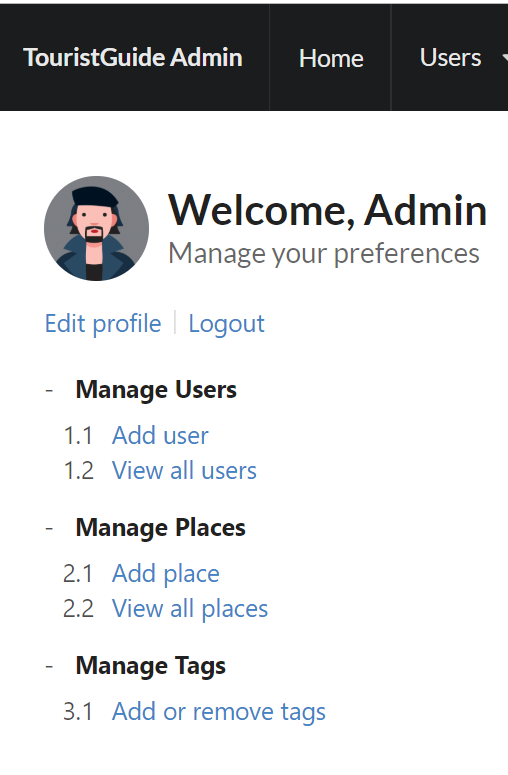 TouristGuide Admin Home Users
Welcome, Admin
Manage your preferences
Edit profile Logout
- Manage Users
1.1 Add user
1.2 View all users
- Manage Places
2.1 Add place
2.2 View all places
- Manage Tags
3.1 Add or remove tags